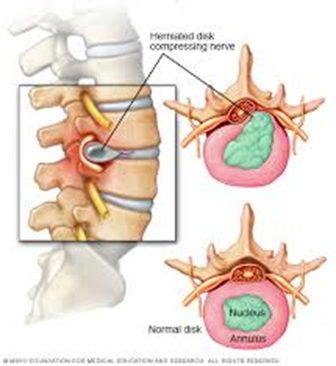 Herniated disk
compressing nerve
Nucleus
Normal disk
Annulus
© MAYO FOUNDATION FOR MEDICAL EDUCATION AND RESEARCH. ALL RIGHTS RESERVED.